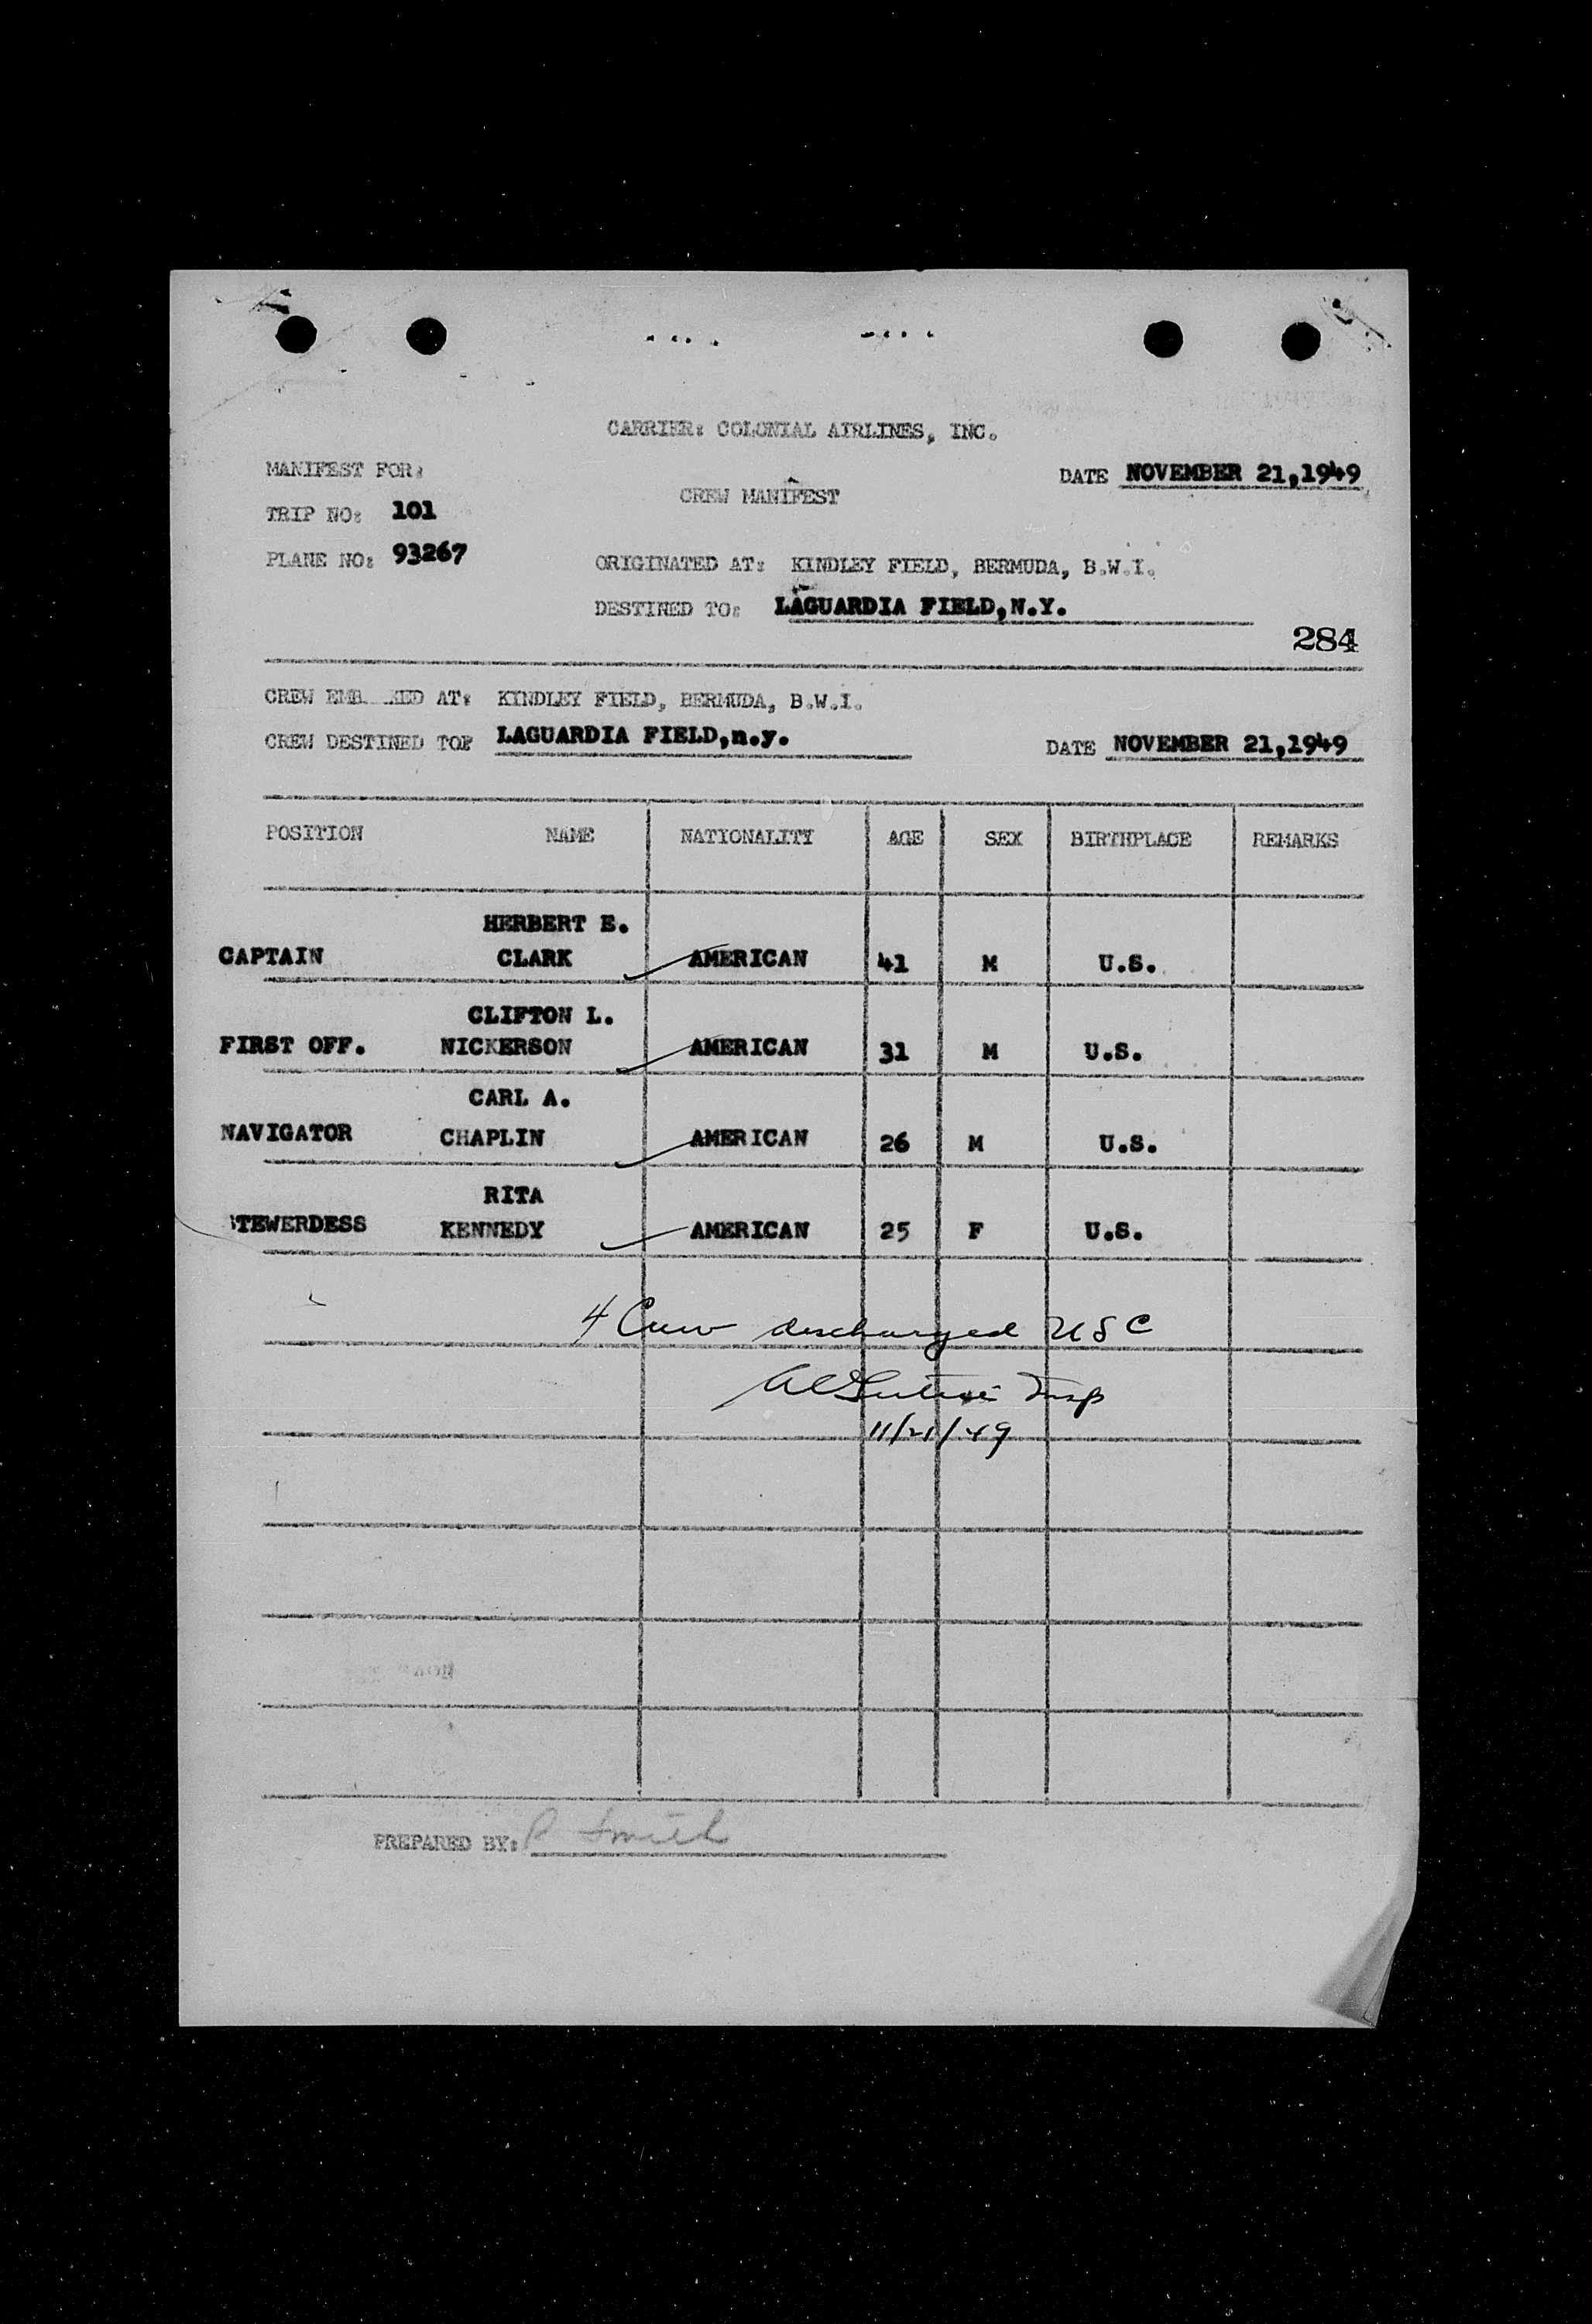 CARRIER: COLONIAL AIRLINES, INC.
MANIFEST FOR: DATE NOVEMBER 21,1949
CREW MANIFEST
TRIP NO: 101
PLANE NO: 93267 ORIGINATED AT: KINDLEY FIELD, BERMUDA, B.W.I.
DESTINED TO: LAGUARDIA FIELD,N.Y.
284
CREW AT: KINDLEY FIELD, BERMUDA, B.W.I.
CREW DESTINED TO LAGUARDIA FIELD,n.y. DATE NOVEMBER 21,1949
POSITION NAME NATIONALITY AGE SEX BIRTHPLACE REMARKS
HERBERT E.
CAPTAIN CLARK AMERICAN 41 M U.S.
CLIFTON L.
FIRST OFF. NICKERSON AMERICAN 31 M U.S.
CARL A.
NAVIGATOR CHAPLIN AMERICAN 26 M U.S.
RITA
TEWERDESS KENNEDY AMERICAN 25 F U.S.
4 Crew discharged USC
Insp
11/21/49
PREPARED BY: P Smith